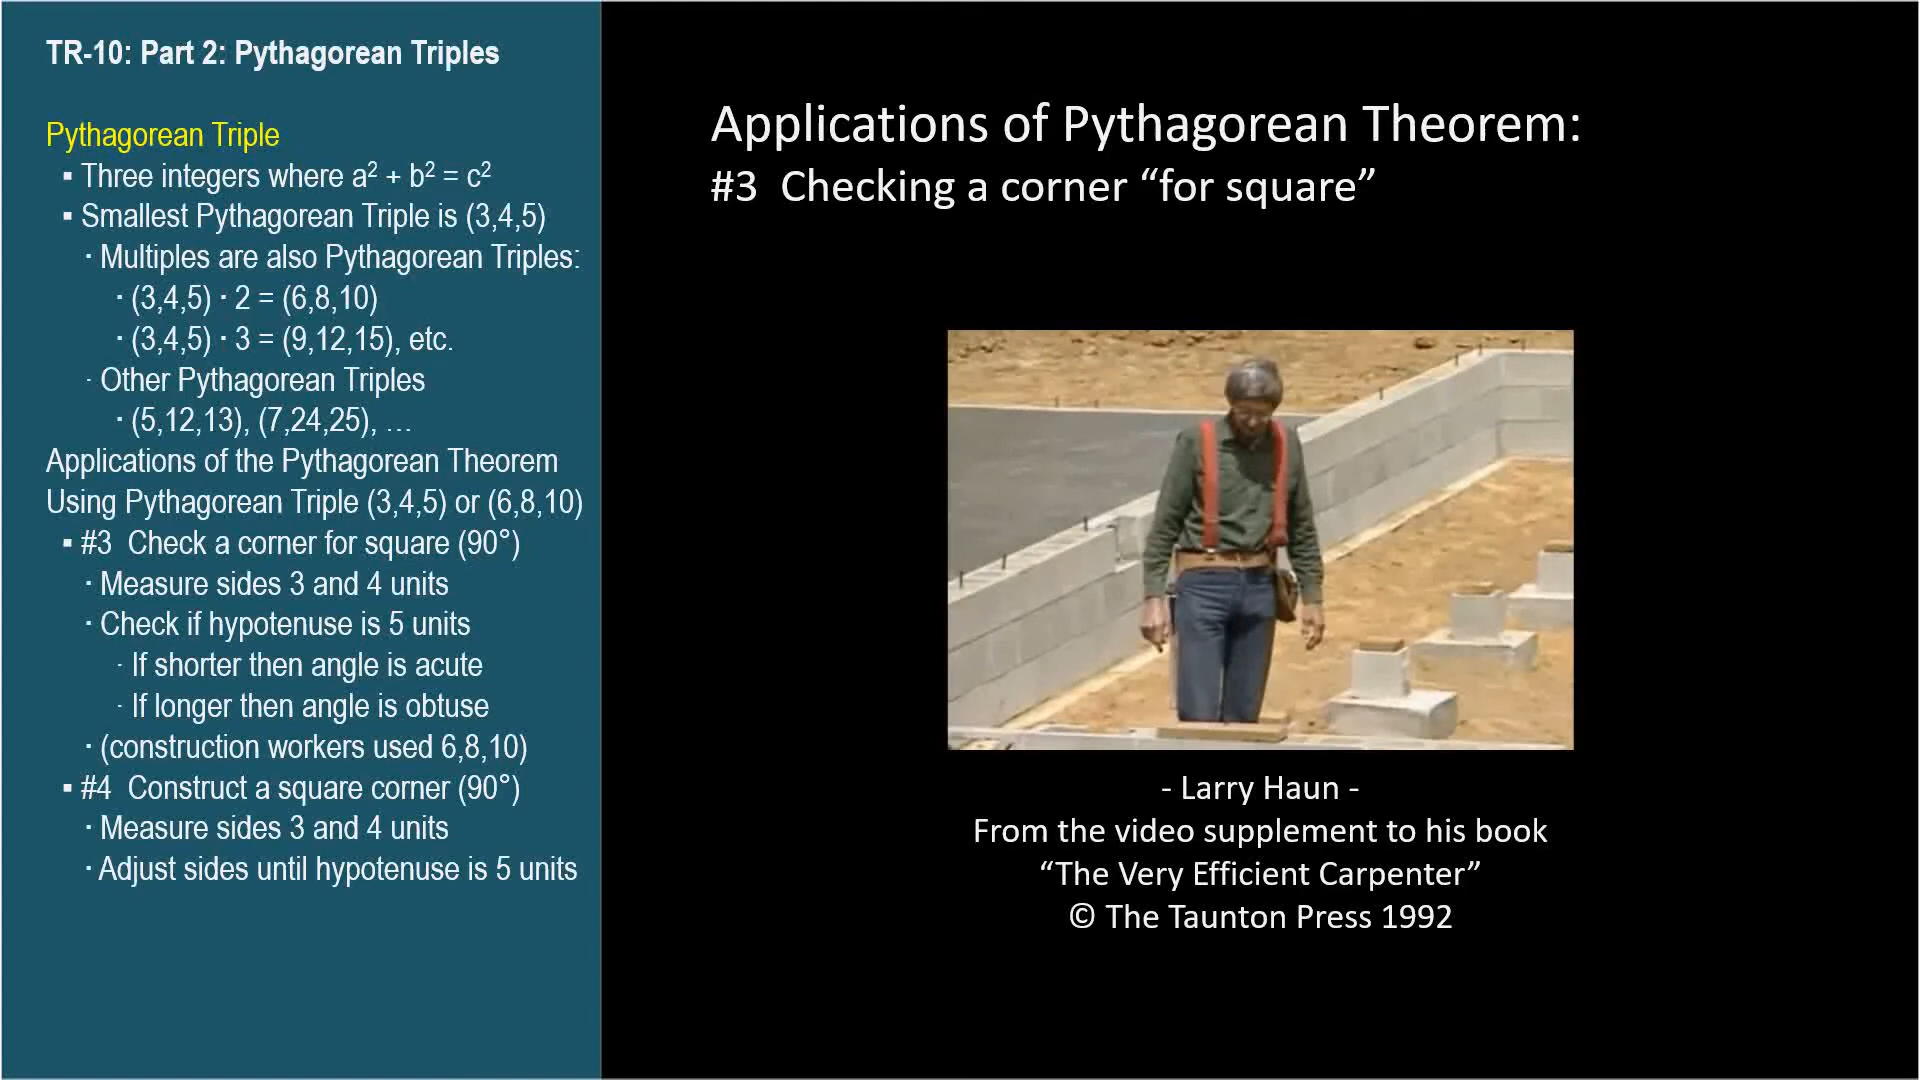 TR-10: Part 2: Pythagorean Triples
Pythagorean Triple
▪ Three integers where a² + b² = c²
▪ Smallest Pythagorean Triple is (3,4,5)
· Multiples are also Pythagorean Triples:
· (3,4,5) · 2 = (6,8,10)
· (3,4,5) · 3 = (9,12,15), etc.
· Other Pythagorean Triples
· (5,12,13), (7,24,25), …
Applications of the Pythagorean Theorem
Using Pythagorean Triple (3,4,5) or (6,8,10)
▪ #3 Check a corner for square (90°)
· Measure sides 3 and 4 units
· Check if hypotenuse is 5 units
· If shorter then angle is acute
· If longer then angle is obtuse
· (construction workers used 6,8,10)
▪ #4 Construct a square corner (90°)
· Measure sides 3 and 4 units
· Adjust sides until hypotenuse is 5 units
Applications of Pythagorean Theorem:
#3 Checking a corner “for square”
- Larry Haun -
From the video supplement to his book
“The Very Efficient Carpenter”
© The Taunton Press 1992